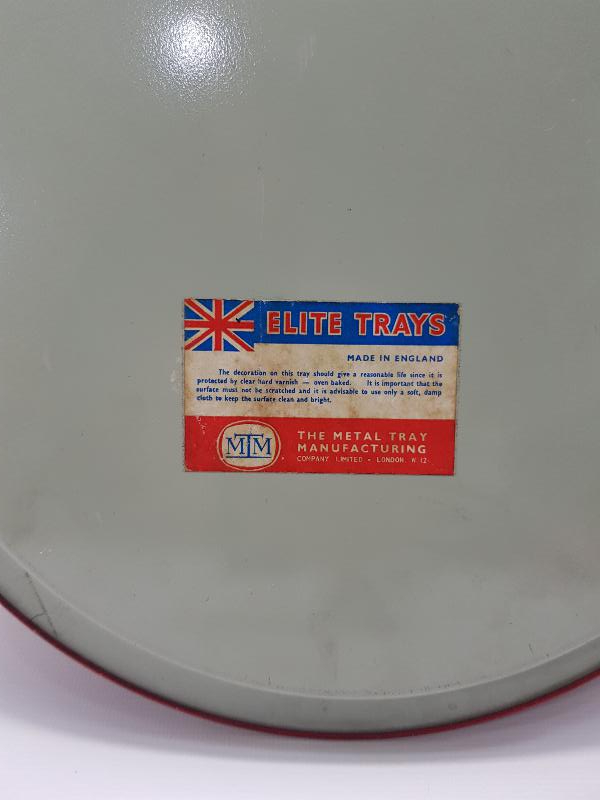 ELITE TRAYS
MADE IN ENGLAND
The decoration on this tray should give a reasonable life since it is
protected by clear hard varnish — oven baked. It is important that the
surface must not be scratched and it is advisable to use only a soft, damp
cloth to keep the surface clean and bright.
MTM
THE METAL TRAY
MANUFACTURING
COMPANY LIMITED - LONDON W 12